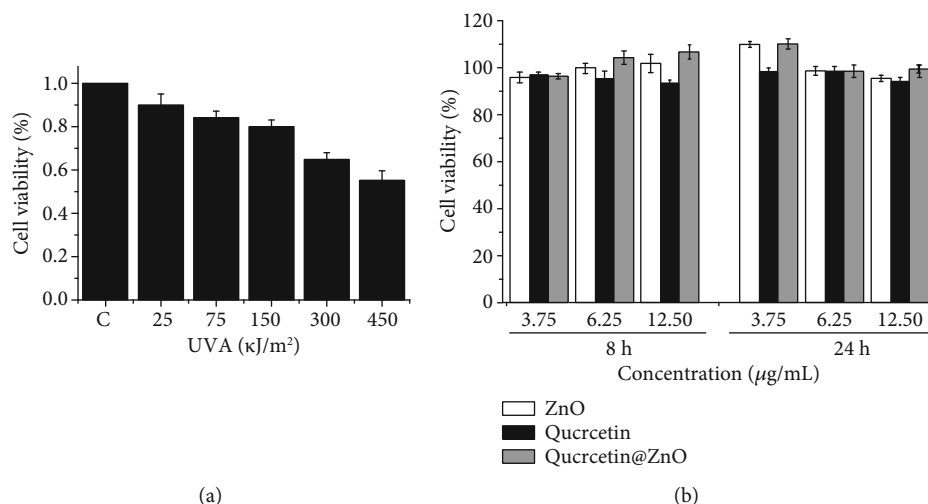 Cell viability (%)
1.0
0.8
0.6
0.4
0.2
0.0
C 25 75 150 300 450
UVA (κJ/m²)
(a)
Cell viability (%)
120
100
80
60
40
20
0
3.75 6.25 12.50 3.75 6.25 12.50
8 h 24 h
Concentration (μg/mL)
ZnO
Qucrcetin
Qucrcetin@ZnO
(b)